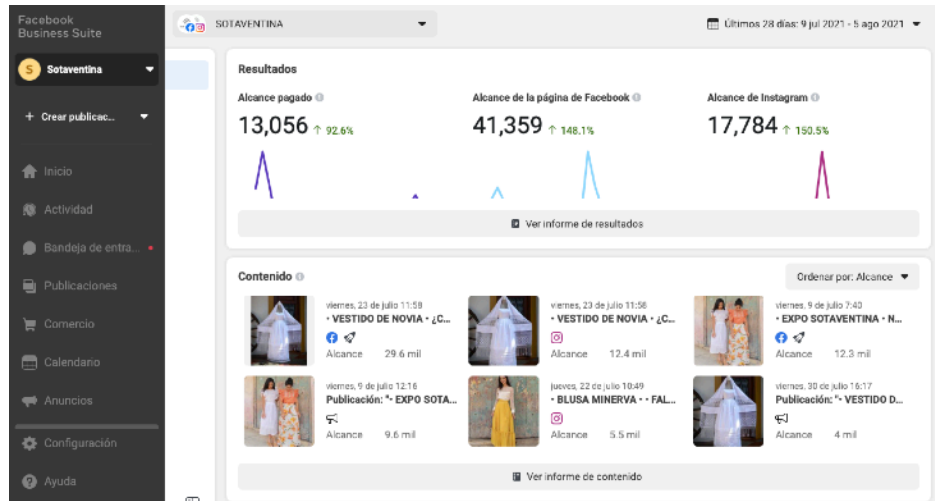 Facebook
Business Suite
SOTAVENTINA
Últimos 28 días: 9 jul 2021 - 5 ago 2021
S Sotaventina
+ Crear publicac...
Inicio
Actividad
Bandeja de entra...
Publicaciones
Comercio
Calendario
Anuncios
Configuración
Ayuda
Resultados
Alcance pagado
13,056 ↑ 92.6%
Alcance de la página de Facebook
41,359 ↑ 148.1%
Alcance de Instagram
17,784 ↑ 150.5%
Ver informe de resultados
Contenido
Ordenar por: Alcance
viernes, 23 de julio 11:59
• VESTIDO DE NOVIA • ¿C...
Alcance 29.6 mil
viernes, 23 de julio 11:56
• VESTIDO DE NOVIA • ¿C...
Alcance 12.4 mil
viernes, 9 de julio 7:40
• EXPO SOTAVENTINA • N...
Alcance 12.3 mil
viernes, 9 de julio 12:16
Publicación: "• EXPO SOTA...
Alcance 9.6 mil
jueves, 22 de julio 10:49
• BLUSA MINERVA • • FAL...
Alcance 5.5 mil
viernes, 30 de julio 16:17
Publicación: "• VESTIDO D...
Alcance 4 mil
Ver informe de contenido